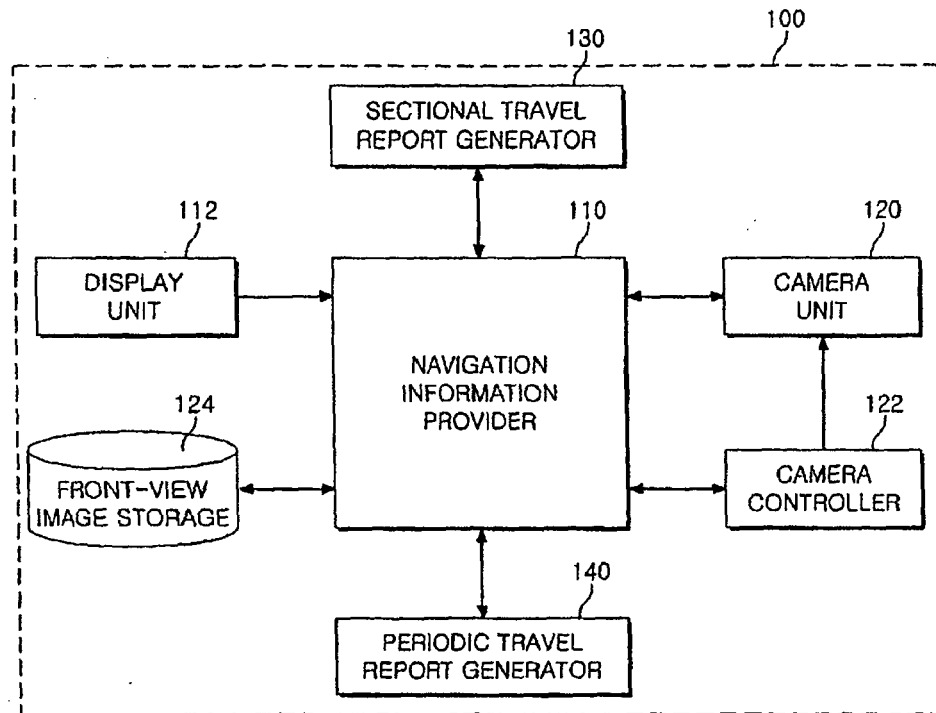 100
130
SECTIONAL TRAVEL
REPORT GENERATOR
112
110
120
DISPLAY
UNIT
CAMERA
UNIT
NAVIGATION
INFORMATION
PROVIDER
124
122
FRONT-VIEW
IMAGE STORAGE
CAMERA
CONTROLLER
140
PERIODIC TRAVEL
REPORT GENERATOR